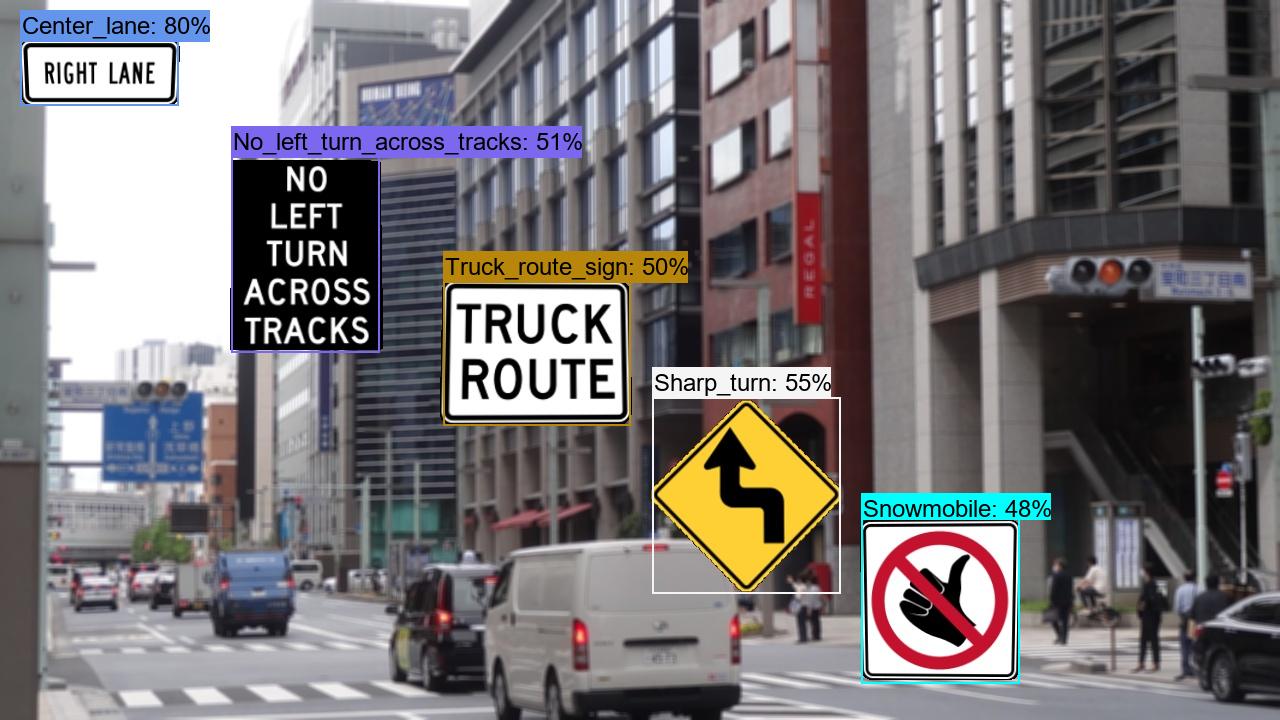 Center_lane: 80%
RIGHT LANE
No_left_turn_across_tracks: 51%
NO
LEFT
TURN
ACROSS
TRACKS
Truck_route_sign: 50%
TRUCK
ROUTE
REGAL
Sharp_turn: 55%
Snowmobile: 48%